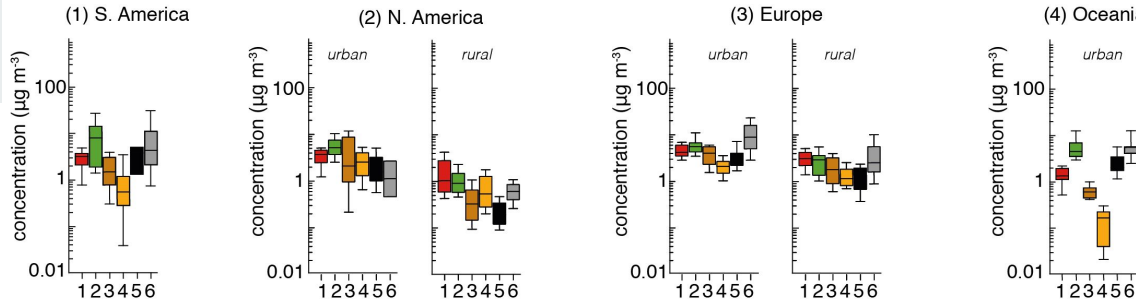 (1) S. America
(2) N. America
(3) Europe
(4) Oceani
concentration (µg m-3)
100
1
0.01
123456
concentration (µg m-3)
urban
100
1
0.01
123456
rural
123456
concentration (µg m-3)
urban
100
1
0.01
123456
rural
123456
concentration (µg m-3)
urban
100
1
0.01
123456